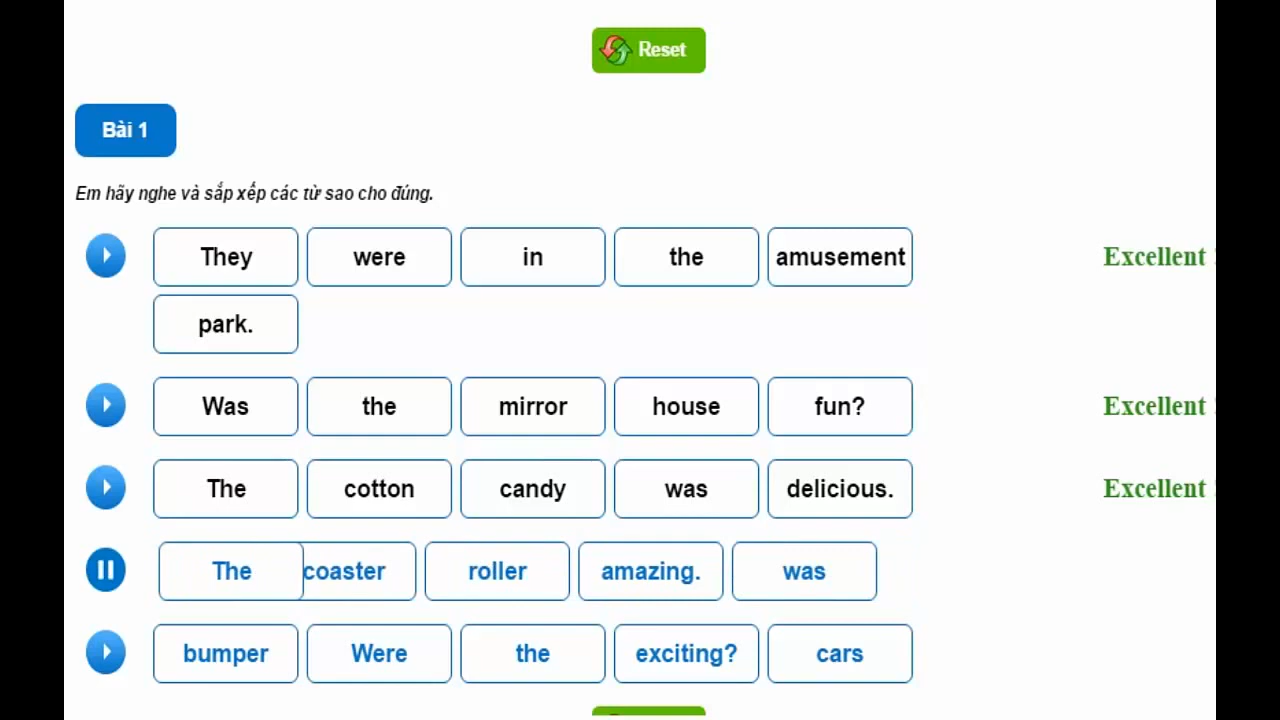 Reset
Bài 1
Em hãy nghe và sắp xếp các từ sao cho đúng.
They were in the amusement Excellent
park.
Was the mirror house fun? Excellent
The cotton candy was delicious. Excellent
The coaster roller amazing. was
bumper Were the exciting? cars